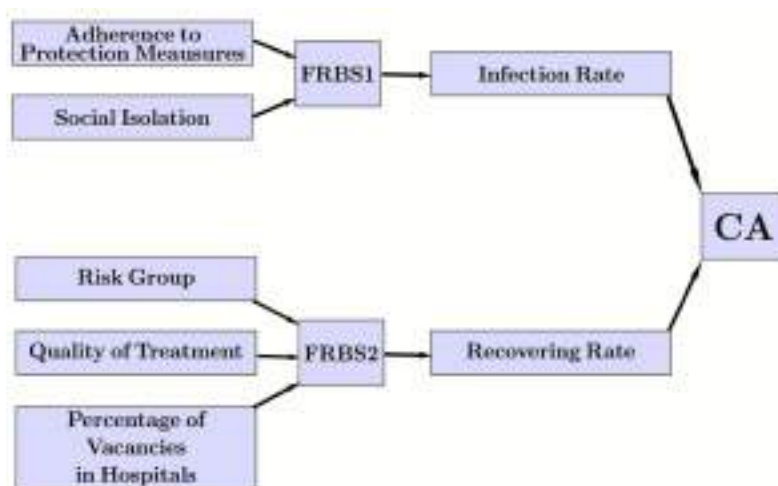 Adherence to
Protection Meausures
FRBS1
Infection Rate
Social Isolation
CA
Risk Group
Quality of Treatment
FRBS2
Recovering Rate
Percentage of
Vacancies
in Hospitals